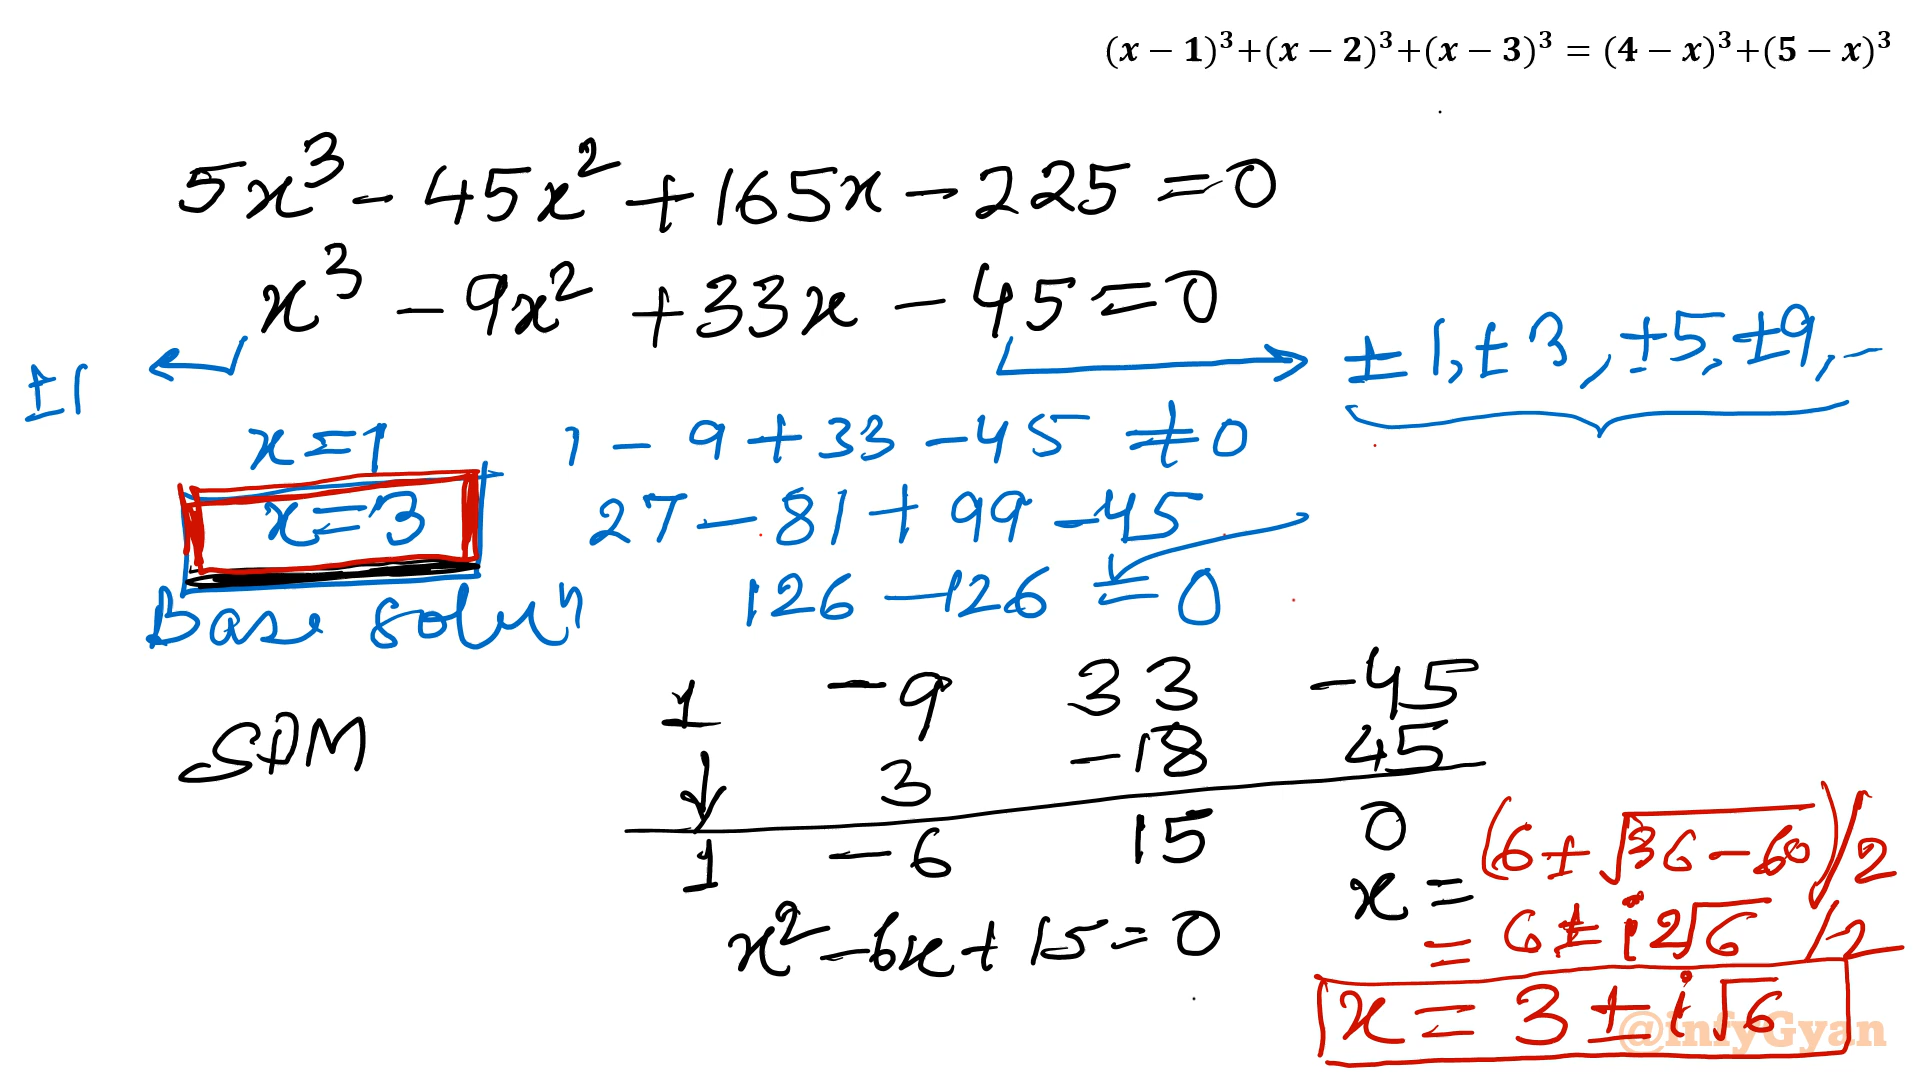 (x − 1)³+(x − 2)³+(x − 3)³ = (4 − x)³+(5 − x)³
5x³ − 45x² + 165x − 225 = 0
x³ − 9x² + 33x − 45 = 0
±1
± 1, ± 3, ±5, ±9, –
x = 1 1 − 9 + 33 − 45 ≠ 0
x = 3 27 − 81 + 99 − 45
126 − 126 = 0
Base soluⁿ
SDM
1 −9 33 −45
3 −18 45
1 −6 15 0
x² − 6x + 15 = 0
x = (6 ± √36 − 60)/2
= 6 ± i 2√6 /2
x = 3 ± i√6
@infyGyan